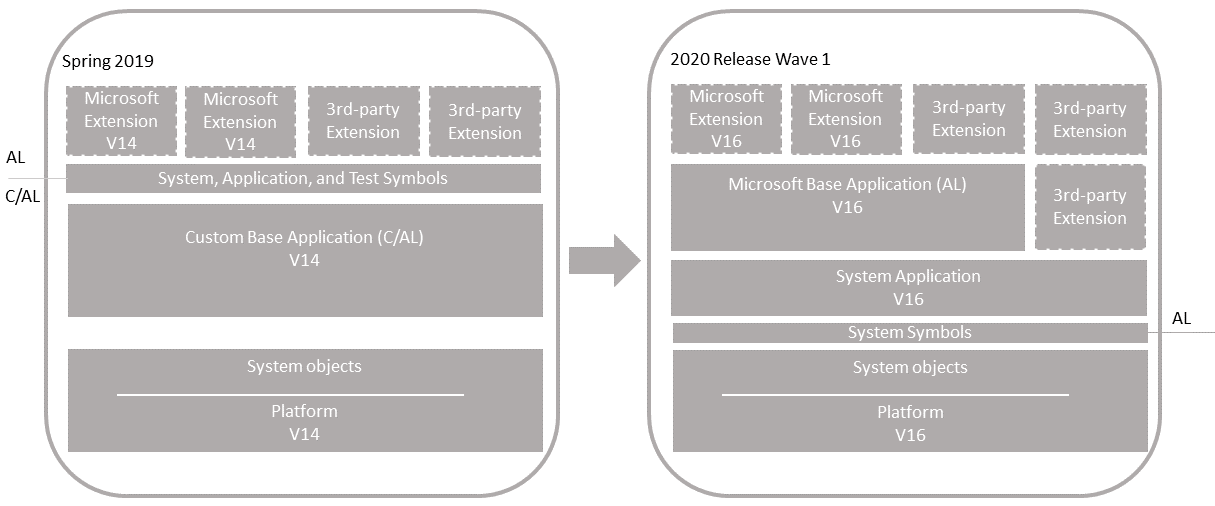 Spring 2019
Microsoft
Extension
V14
Microsoft
Extension
V14
3rd-party
Extension
3rd-party
Extension
AL
C/AL
System, Application, and Test Symbols
Custom Base Application (C/AL)
V14
System objects
Platform
V14
2020 Release Wave 1
Microsoft
Extension
V16
Microsoft
Extension
V16
3rd-party
Extension
3rd-party
Extension
Microsoft Base Application (AL)
V16
3rd-party
Extension
System Application
V16
System Symbols
AL
System objects
Platform
V16